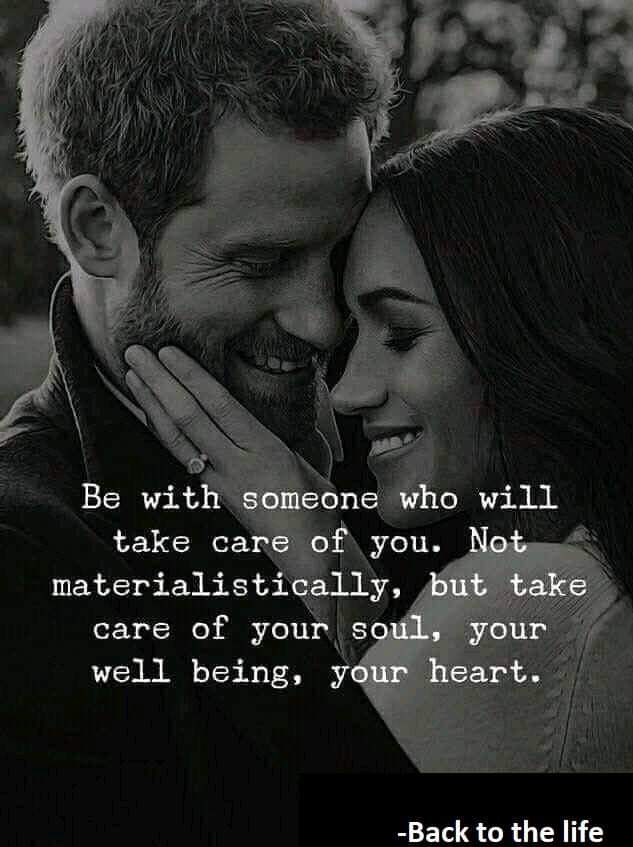 Be with someone who will
take care of you. Not
materialistically, but take
care of your soul, your
well being, your heart.
-Back to the life